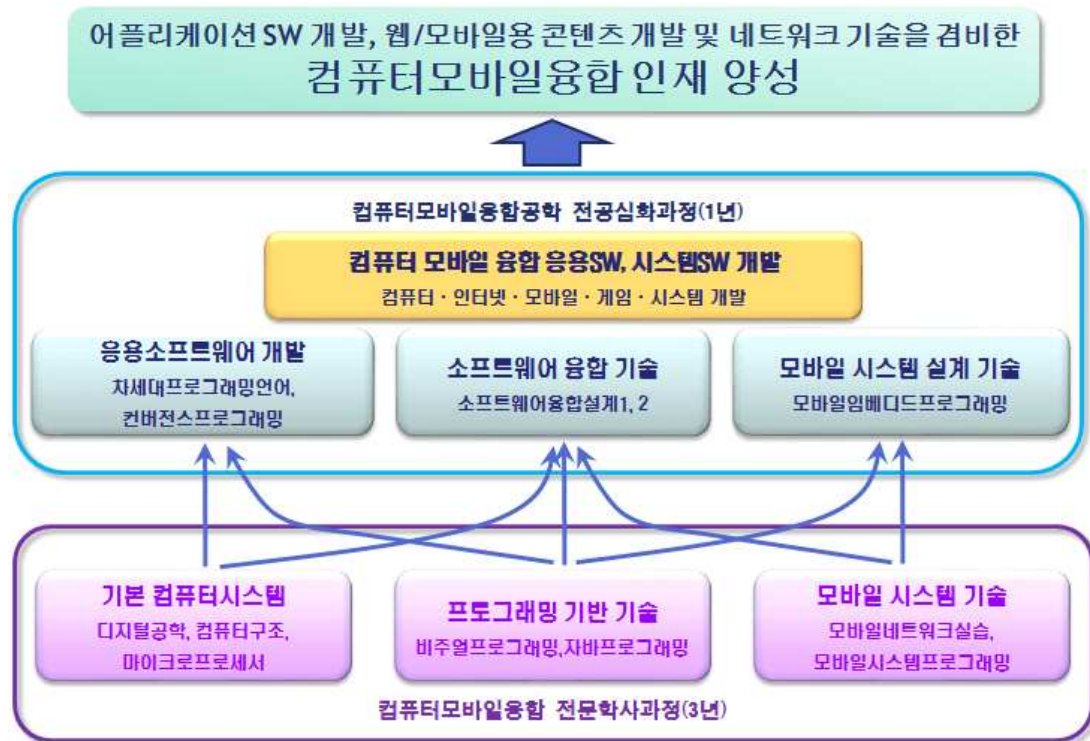 어플리케이션 SW 개발, 웹/모바일용 콘텐츠 개발 및 네트워크 기술을 겸비한
컴퓨터모바일융합 인재 양성
컴퓨터모바일융합공학 전공심화과정(1년)
컴퓨터 모바일 융합 응용SW, 시스템SW 개발
컴퓨터 · 인터넷 · 모바일 · 게임 · 시스템 개발
응용소프트웨어 개발
차세대프로그래밍언어,
컨버전스프로그래밍
소프트웨어 융합 기술
소프트웨어융합설계1, 2
모바일 시스템 설계 기술
모바일임베디드프로그래밍
기본 컴퓨터시스템
디지털공학, 컴퓨터구조,
마이크로프로세서
프로그래밍 기반 기술
비주얼프로그래밍,자바프로그래밍
모바일 시스템 기술
모바일네트워크실습,
모바일시스템프로그래밍
컴퓨터모바일융합 전문학사과정(3년)